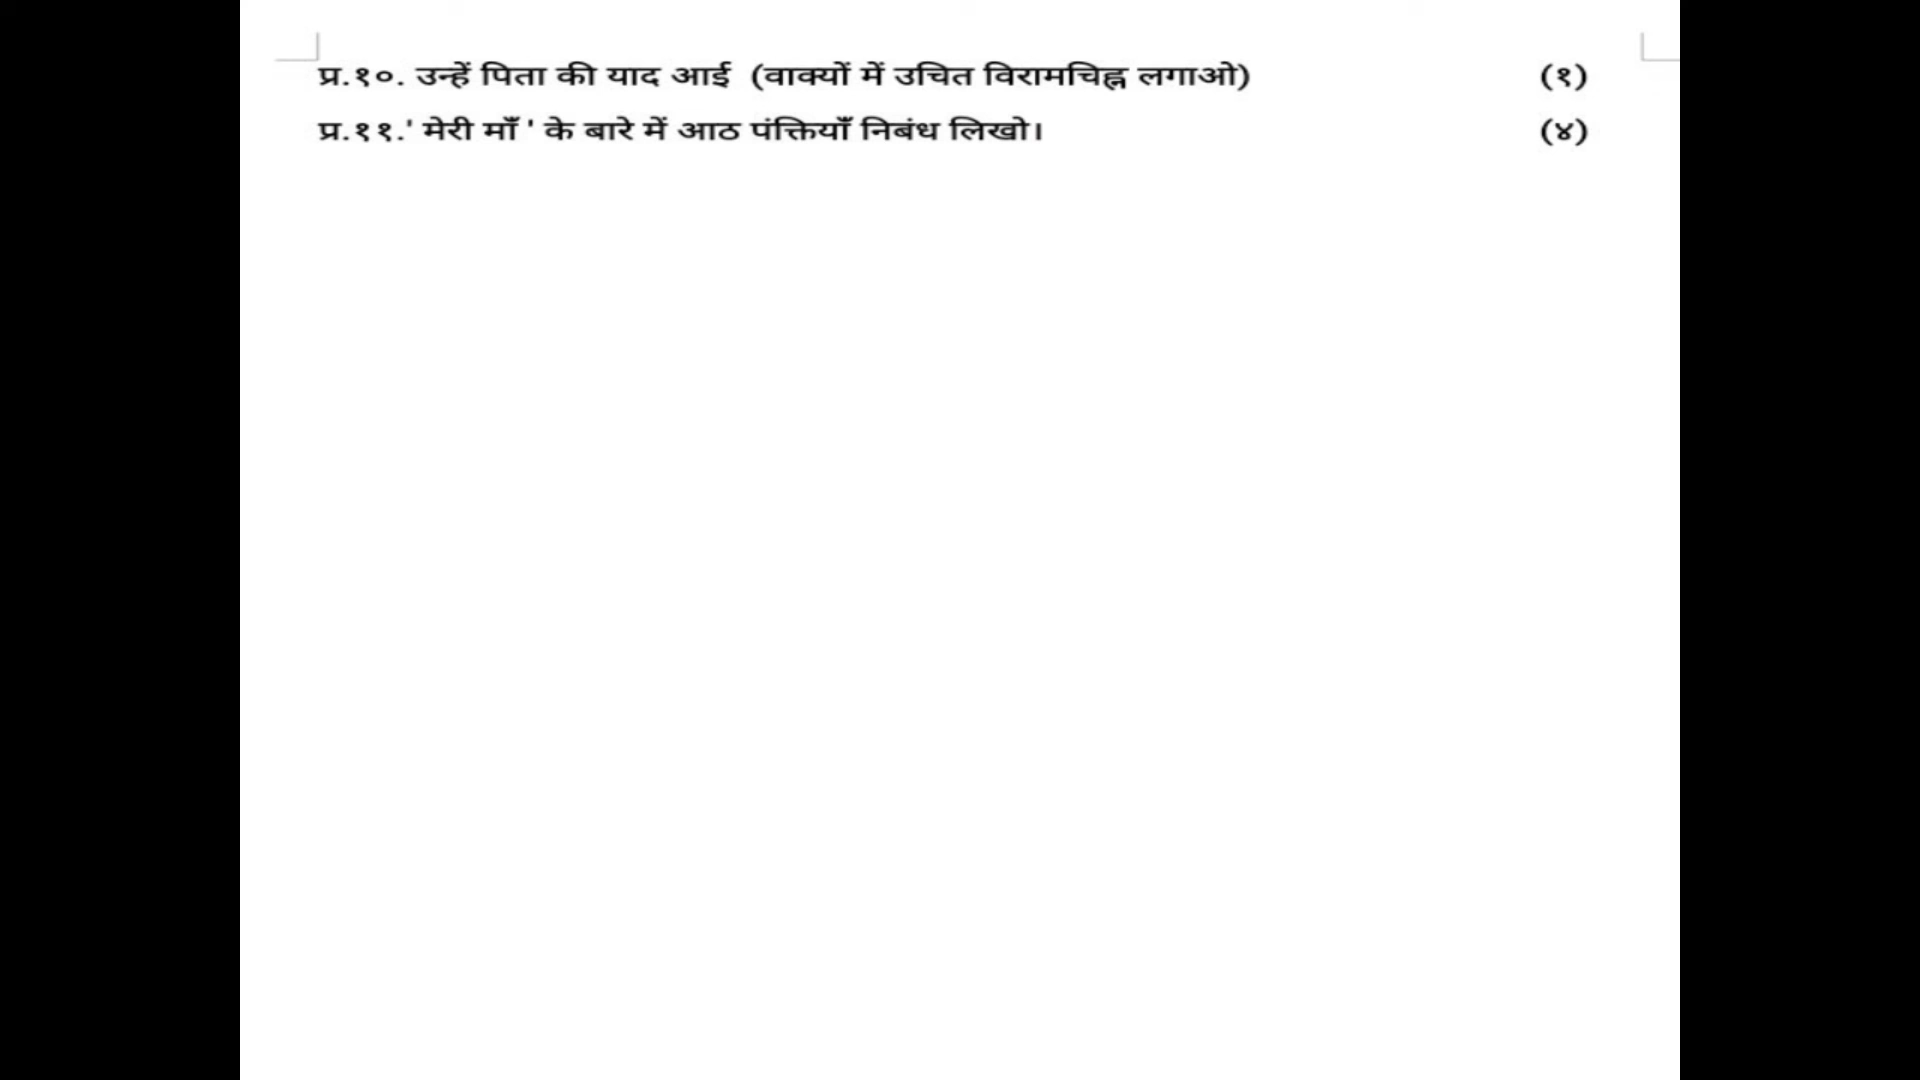 प्र.१०. उन्हें पिता की याद आई (वाक्यों में उचित विरामचिह्न लगाओ) (१)
प्र.११.' मेरी माँ ' के बारे में आठ पंक्तियाँ निबंध लिखो। (४)